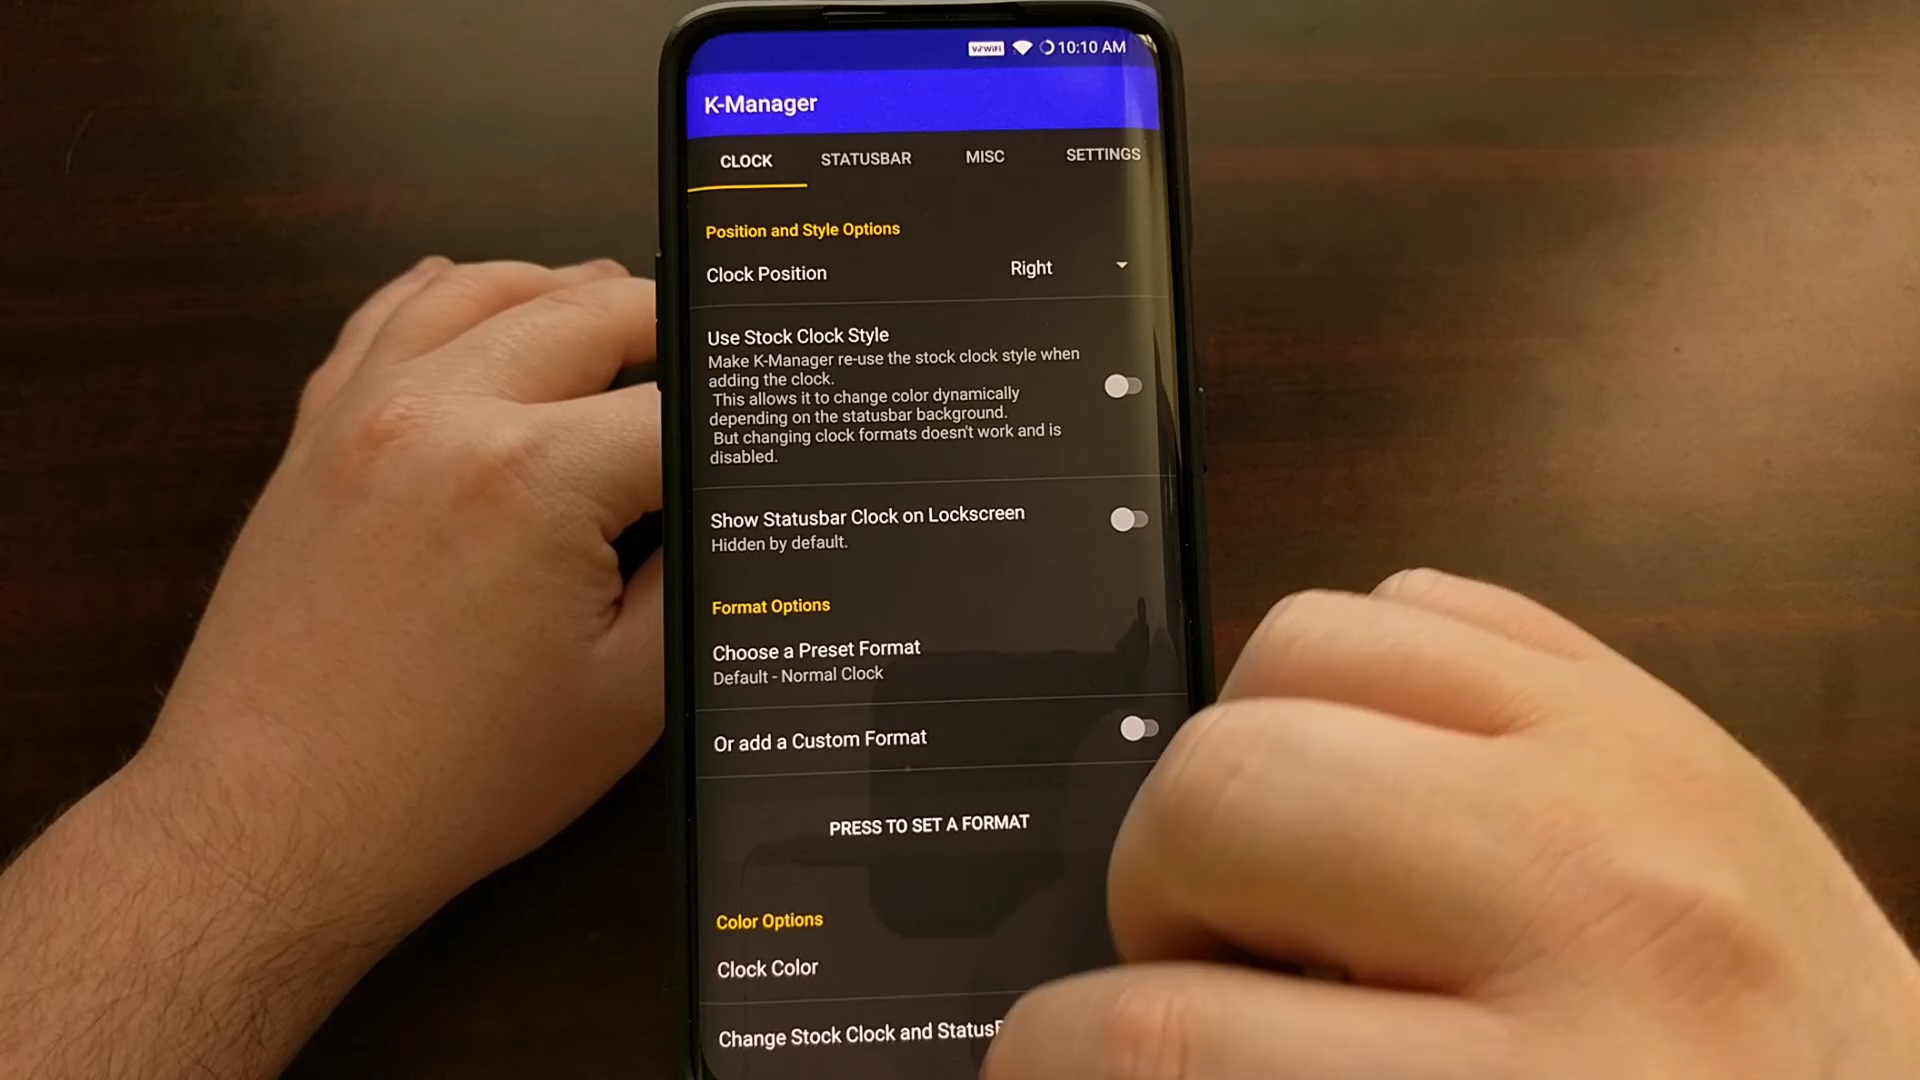 VoWiFi 10:10 AM
K-Manager
CLOCK STATUSBAR MISC SETTINGS
Position and Style Options
Clock Position Right
Use Stock Clock Style
Make K-Manager re-use the stock clock style when
adding the clock.
This allows it to change color dynamically
depending on the statusbar background.
But changing clock formats doesn't work and is
disabled.
Show Statusbar Clock on Lockscreen
Hidden by default.
Format Options
Choose a Preset Format
Default - Normal Clock
Or add a Custom Format
PRESS TO SET A FORMAT
Color Options
Clock Color
Change Stock Clock and Status